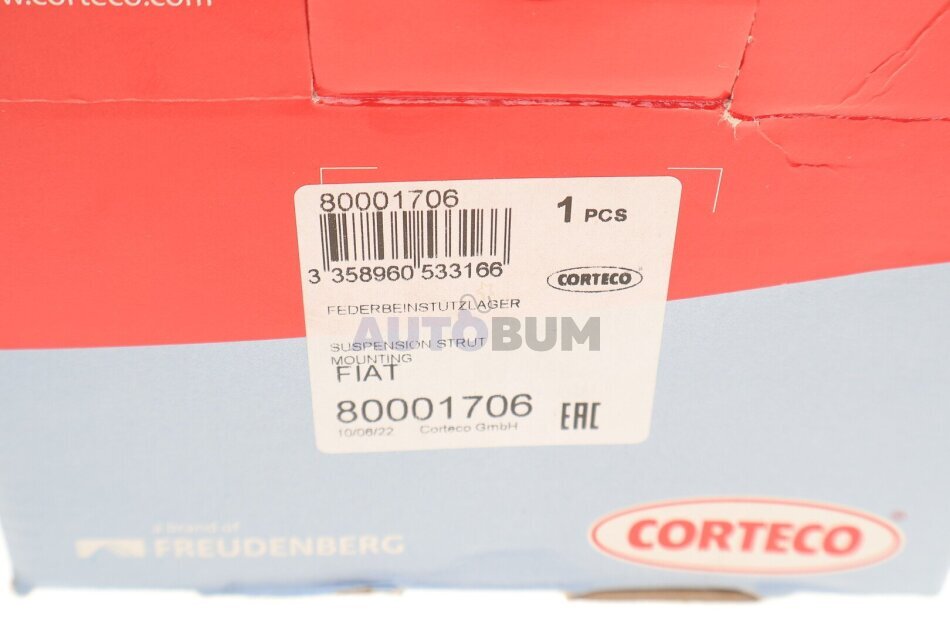 w.corteco.com
80001706
1 PCS
3 358960 533166
CORTECO
FEDERBEINSTUTZLAGER
AUTOBUM
SUSPENSION STRUT
MOUNTING
FIAT
80001706
10/06/22 Corteco GmbH
EAC
a brand of
FREUDENBERG
CORTECO